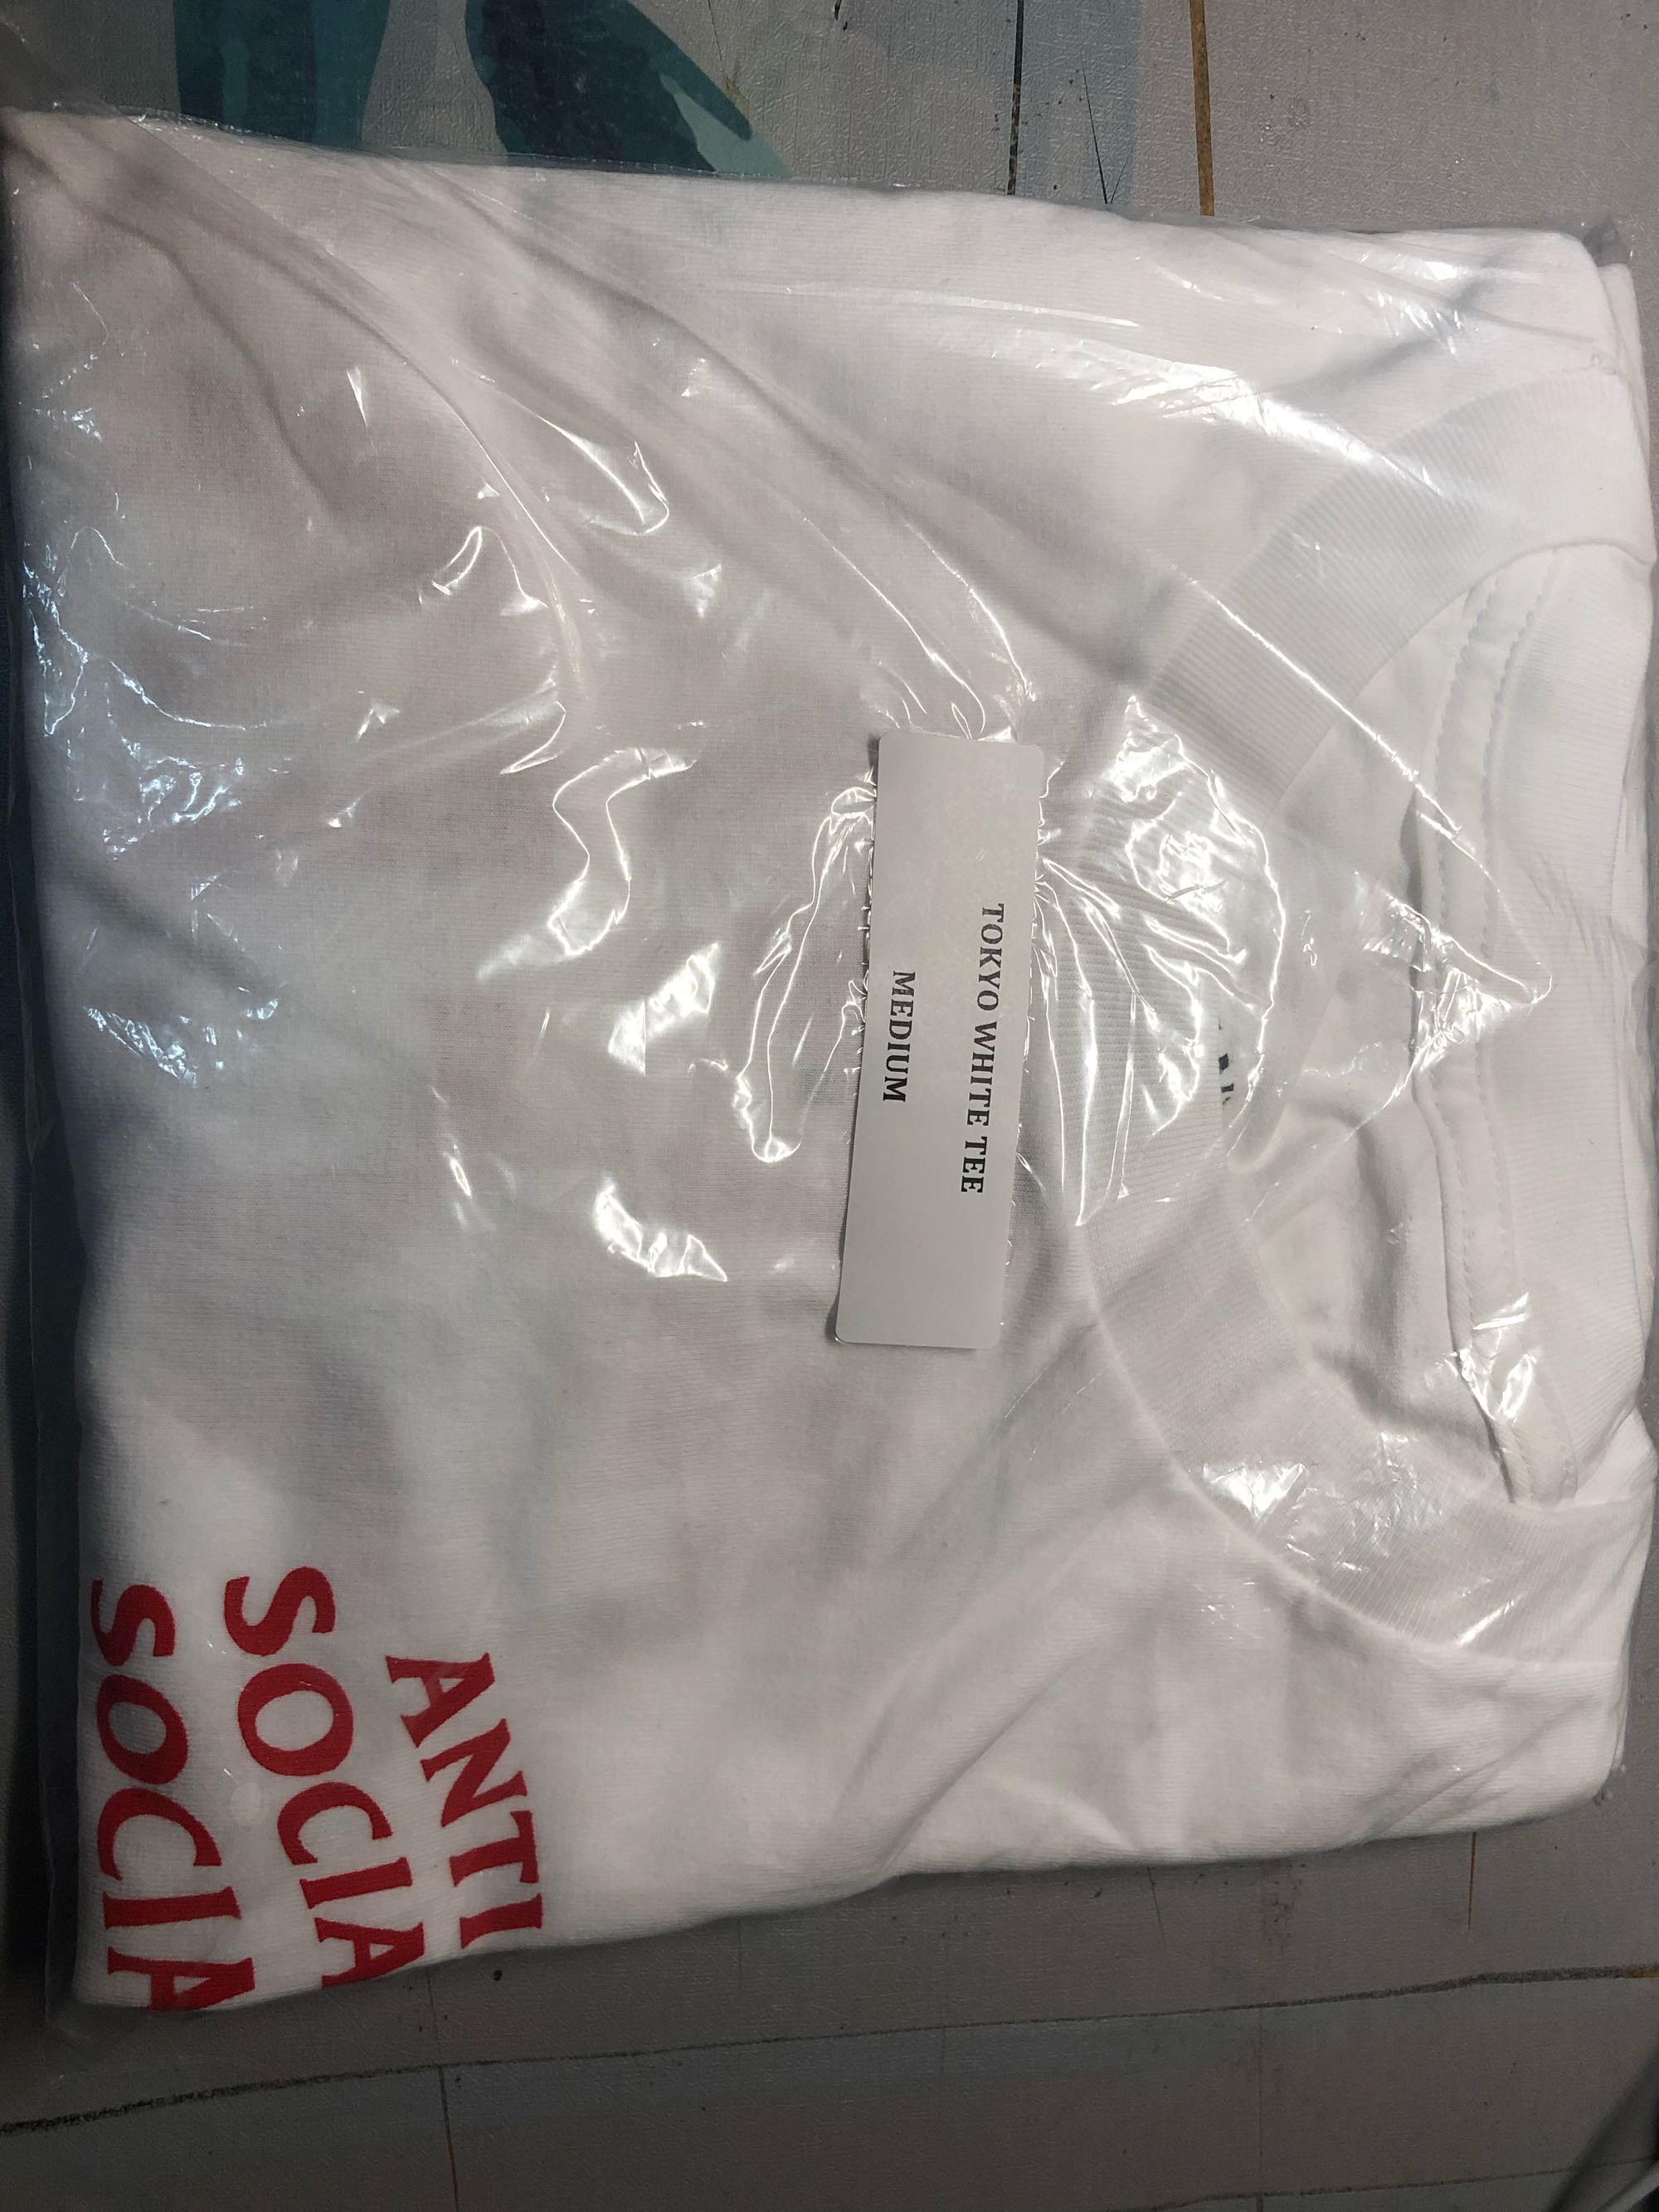 TOKYO WHITE TEE
MEDIUM
ANTI
SOCIA
SOCIA